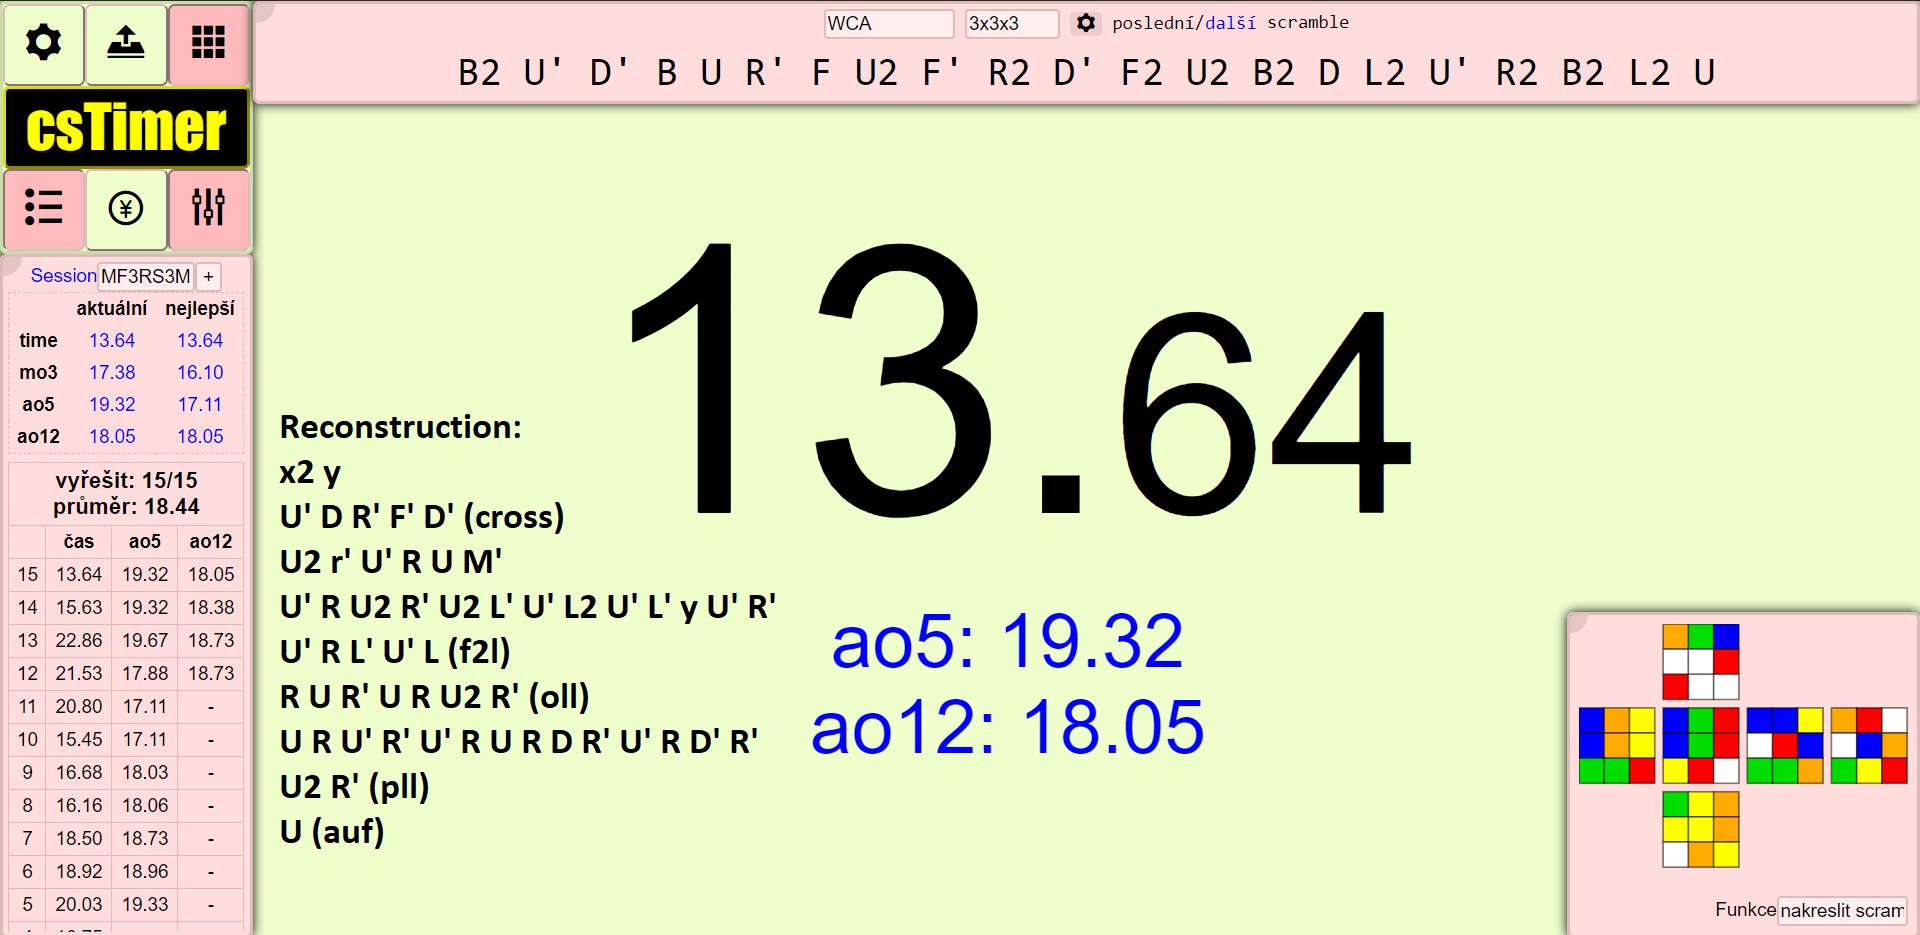 WCA 3x3x3 poslední/další scramble
B2 U' D' B U R' F U2 F' R2 D' F2 U2 B2 D L2 U' R2 B2 L2 U
csTimer
Session MF3RS3M +
aktuální nejlepší
time 13.64 13.64
mo3 17.38 16.10
ao5 19.32 17.11
ao12 18.05 18.05
vyřešit: 15/15
průměr: 18.44
čas ao5 ao12
15 13.64 19.32 18.05
14 15.63 19.32 18.38
13 22.86 19.67 18.73
12 21.53 17.88 18.73
11 20.80 17.11 -
10 15.45 17.11 -
9 16.68 18.03 -
8 16.16 18.06 -
7 18.50 18.73 -
6 18.92 18.96 -
5 20.03 19.33 -
13.64
Reconstruction:
x2 y
U' D R' F' D' (cross)
U2 r' U' R U M'
U' R U2 R' U2 L' U' L2 U' L' y U' R'
U' R L' U' L (f2l)
R U R' U R U2 R' (oll)
U R U' R' U' R U R D R' U' R D' R'
U2 R' (pll)
U (auf)
ao5: 19.32
ao12: 18.05
Funkce nakreslit scram